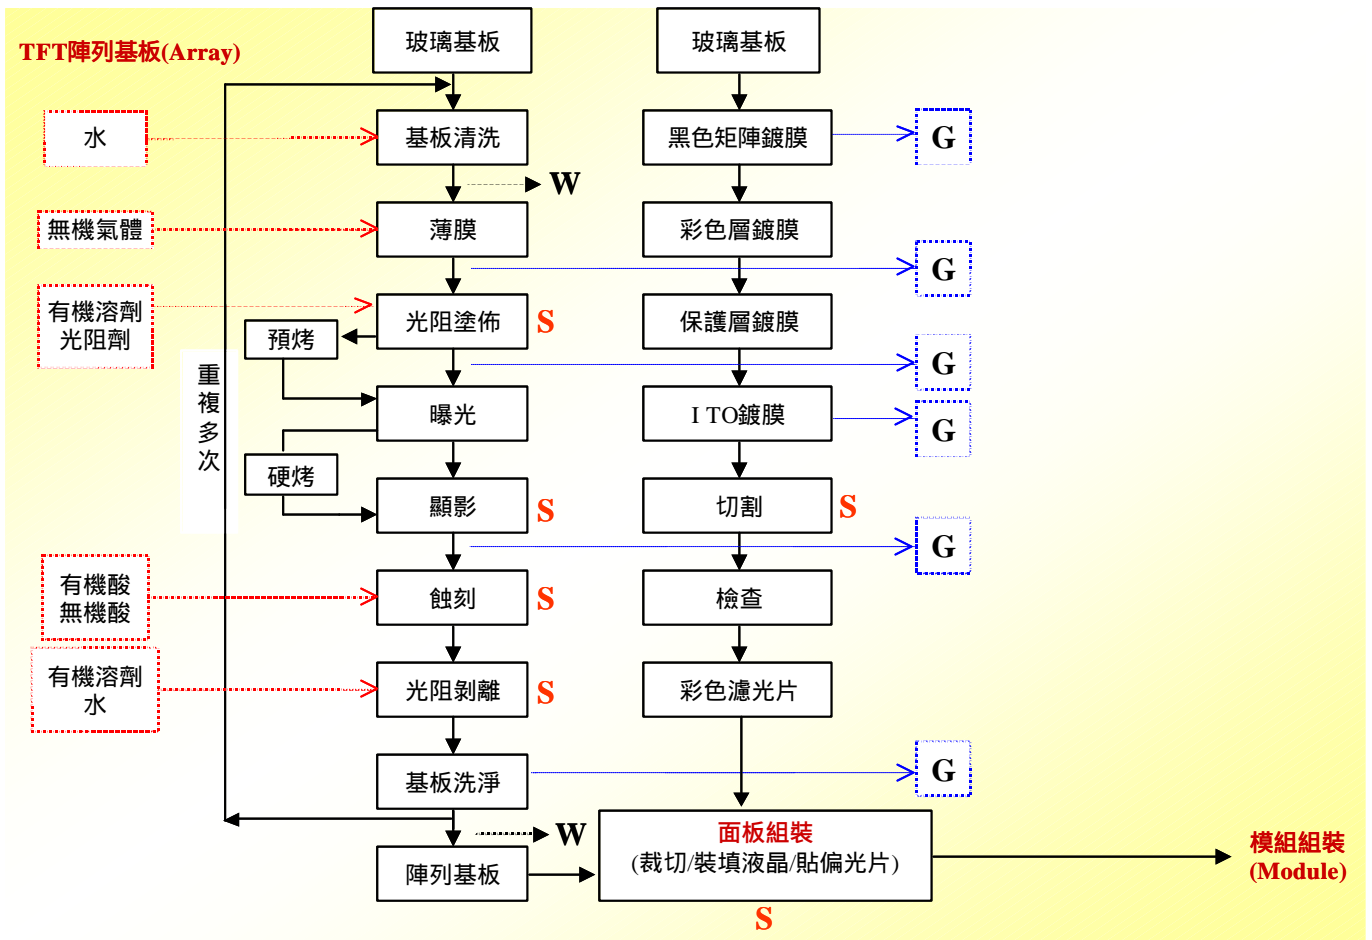 TFT陣列基板(Array)
玻璃基板
玻璃基板
水
基板清洗
黑色矩陣鍍膜
G
W
無機氣體
薄膜
彩色層鍍膜
G
有機溶劑
光阻劑
光阻塗佈
S
保護層鍍膜
預烤
G
重
複
多
次
曝光
I TO鍍膜
G
硬烤
顯影
S
切割
S
G
有機酸
無機酸
蝕刻
S
檢查
有機溶劑
水
光阻剝離
S
彩色濾光片
基板洗淨
G
W
面板組裝
(裁切/裝填液晶/貼偏光片)
模組組裝
(Module)
陣列基板
S